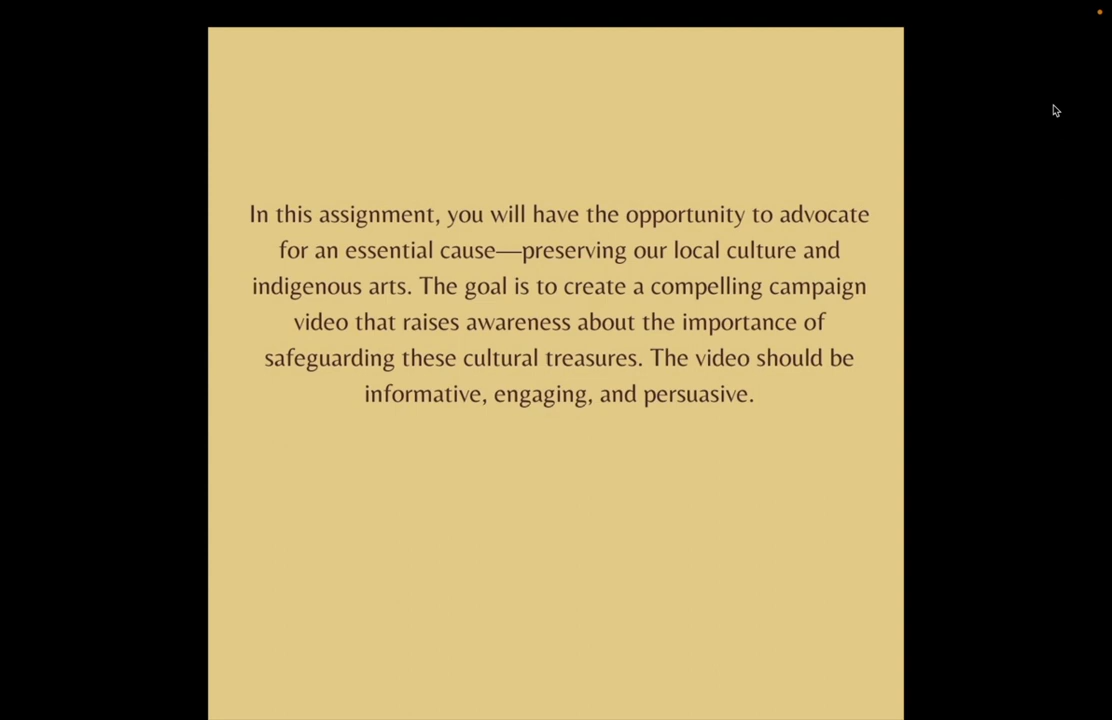 In this assignment, you will have the opportunity to advocate
for an essential cause—preserving our local culture and
indigenous arts. The goal is to create a compelling campaign
video that raises awareness about the importance of
safeguarding these cultural treasures. The video should be
informative, engaging, and persuasive.